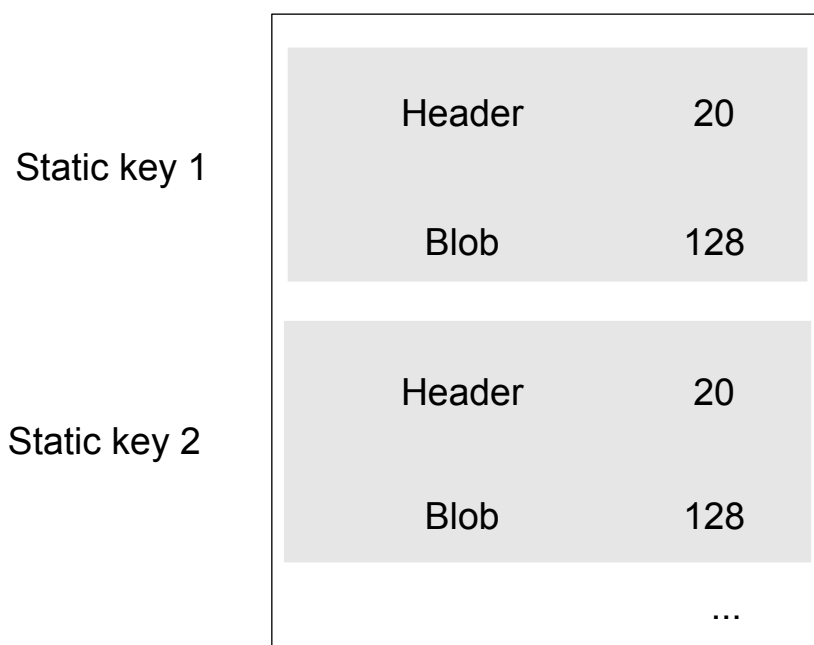 Header 20
Static key 1
Blob 128
Header 20
Static key 2
Blob 128
...